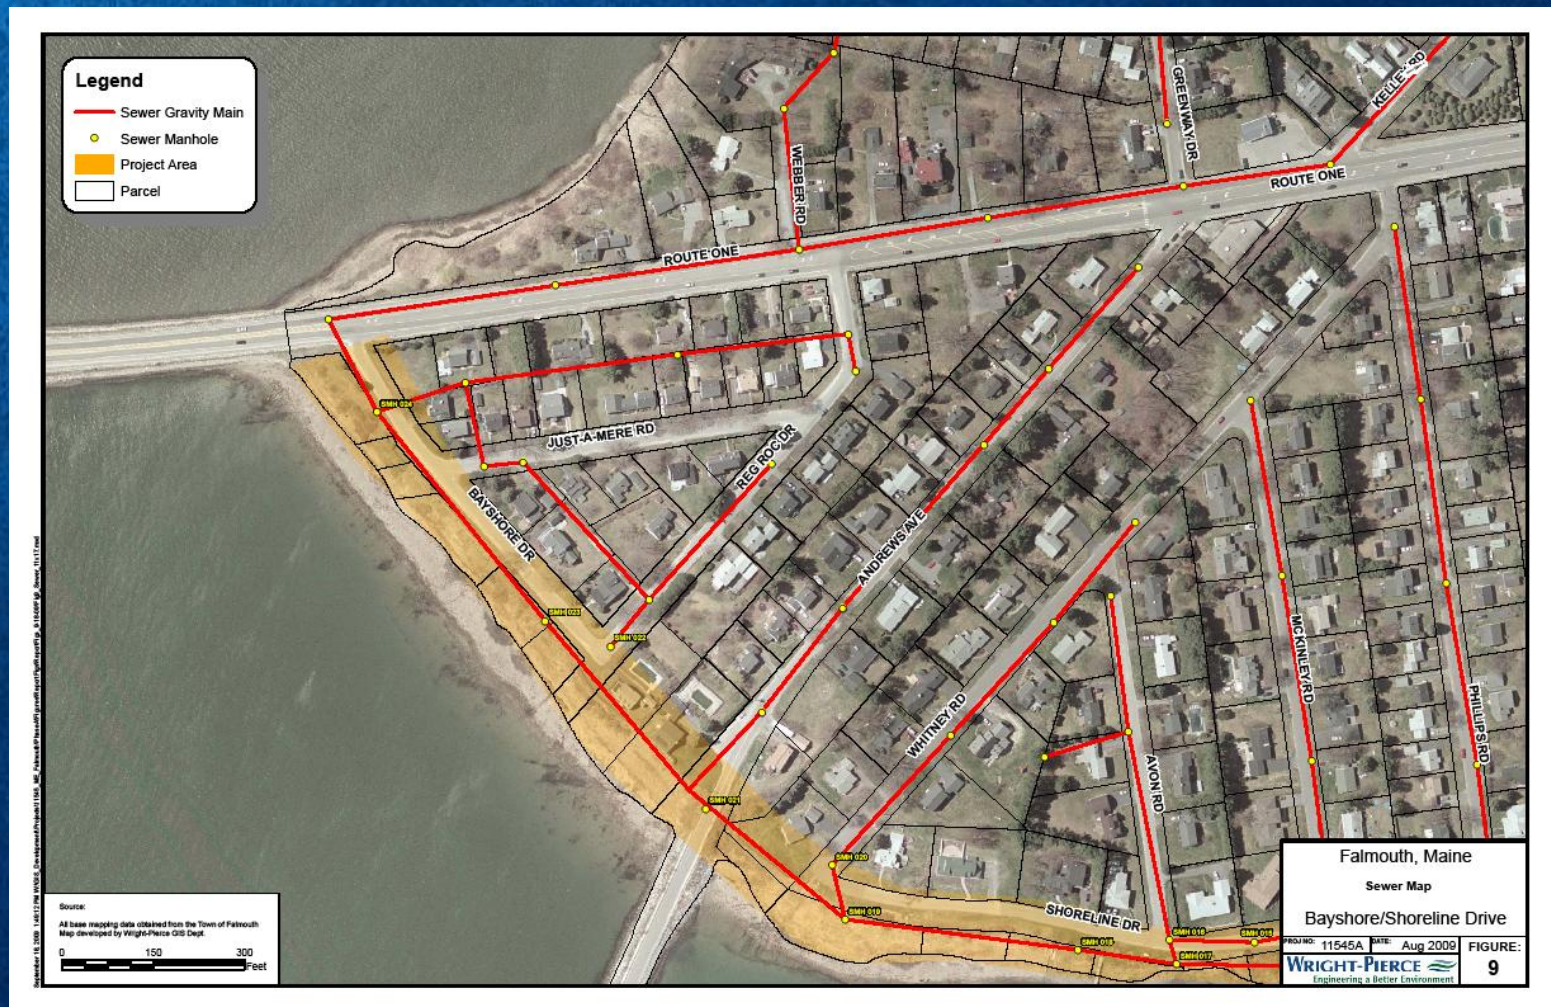 Legend
Sewer Gravity Main
Sewer Manhole
Project Area
Parcel
GREENWAY DR
KELLEY RD
WEBBER RD
ROUTE ONE
ROUTE ONE
SMH 024
JUST-A-MERE RD
REG ROC DR
BAYSHORE DR
ANDREWS AVE
SMH 023
SMH 022
MCKINLEY RD
PHILLIPS RD
WHITNEY RD
AVON RD
SMH 021
SMH 020
SMH 019
SHORELINE DR
SMH 018
SMH 016
SMH 015
SMH 017
Source:
All base mapping data obtained from the Town of Falmouth
Map developed by Wright-Pierce GIS Dept.
0 150 300
Feet
Falmouth, Maine
Sewer Map
Bayshore/Shoreline Drive
PROJ NO: 11545A DATE: Aug 2009 FIGURE:
9
WRIGHT-PIERCE
Engineering a Better Environment